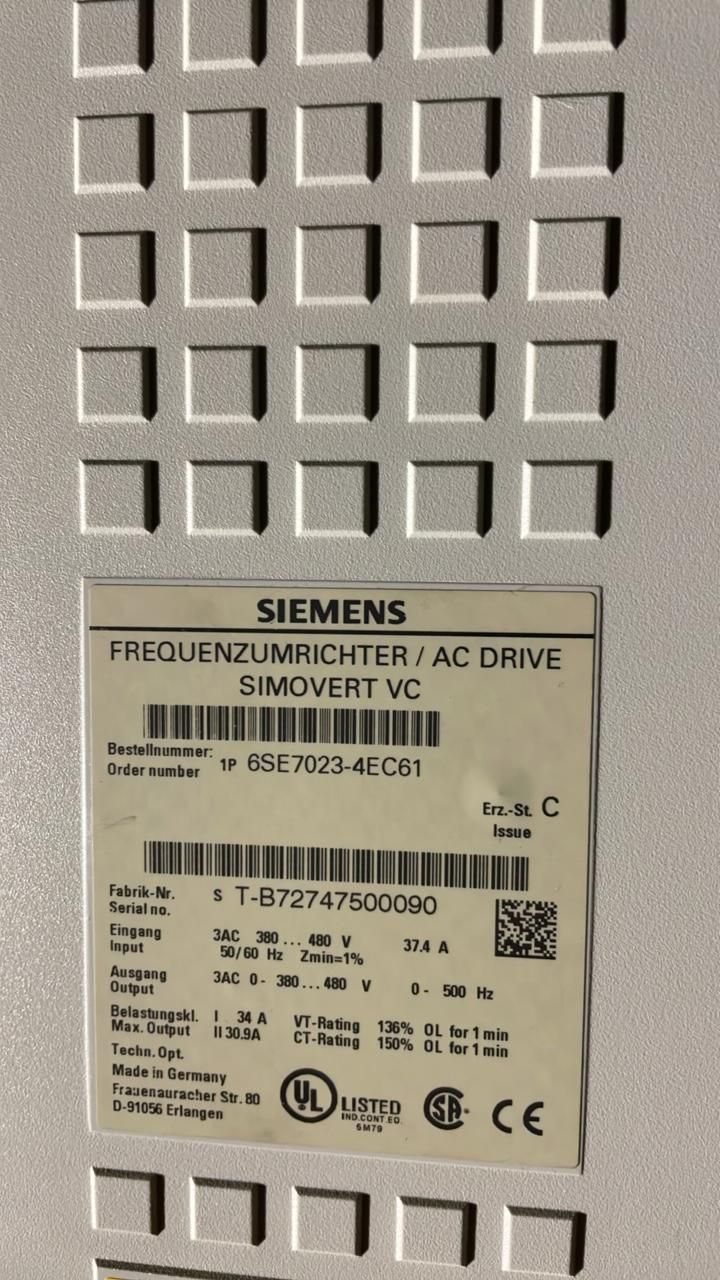 SIEMENS
FREQUENZUMRICHTER / AC DRIVE
SIMOVERT VC
Bestellnummer:
Order number 1P 6SE7023-4EC61
Erz.-St. C
Issue
Fabrik-Nr.
Serial no. S T-B72747500090
Eingang
Input 3AC 380...480 V 37.4 A
50/60 Hz Zmin=1%
Ausgang
Output 3AC 0- 380...480 V 0- 500 Hz
Belastungskl. I 34 A VT-Rating 136% OL for 1 min
Max. Output II 30.9A CT-Rating 150% OL for 1 min
Techn. Opt.
Made in Germany
Frauenauracher Str. 80
D-91056 Erlangen
UL LISTED
IND.CONT.EQ.
5M79
SA
CE